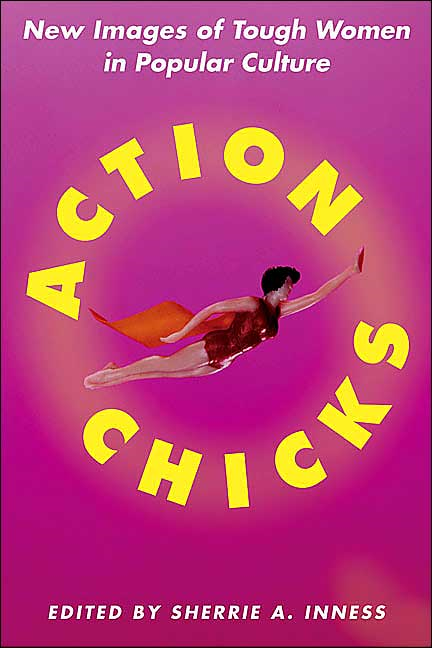 New Images of Tough Women
in Popular Culture
ACTION
CHICKS
EDITED BY SHERRIE A. INNESS